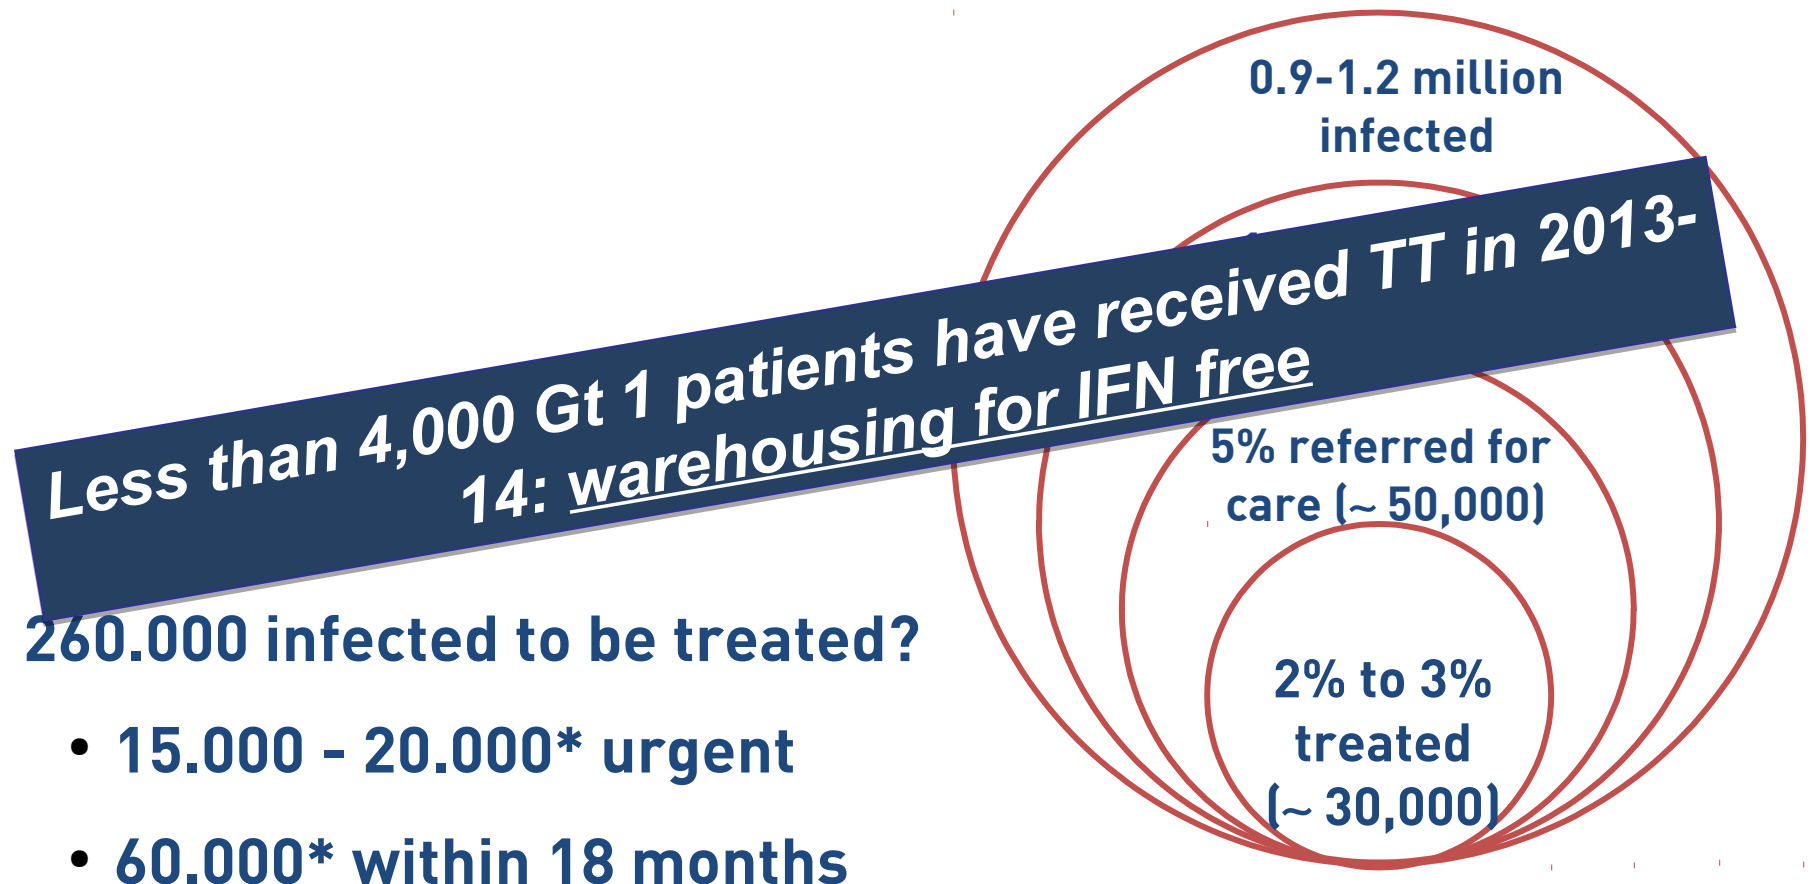 0.9-1.2 million
infected
Less than 4,000 Gt 1 patients have received TT in 2013-
14: warehousing for IFN free
5% referred for
care (~ 50,000)
260.000 infected to be treated?
• 15.000 - 20.000* urgent
• 60.000* within 18 months
2% to 3%
treated
(~ 30,000)